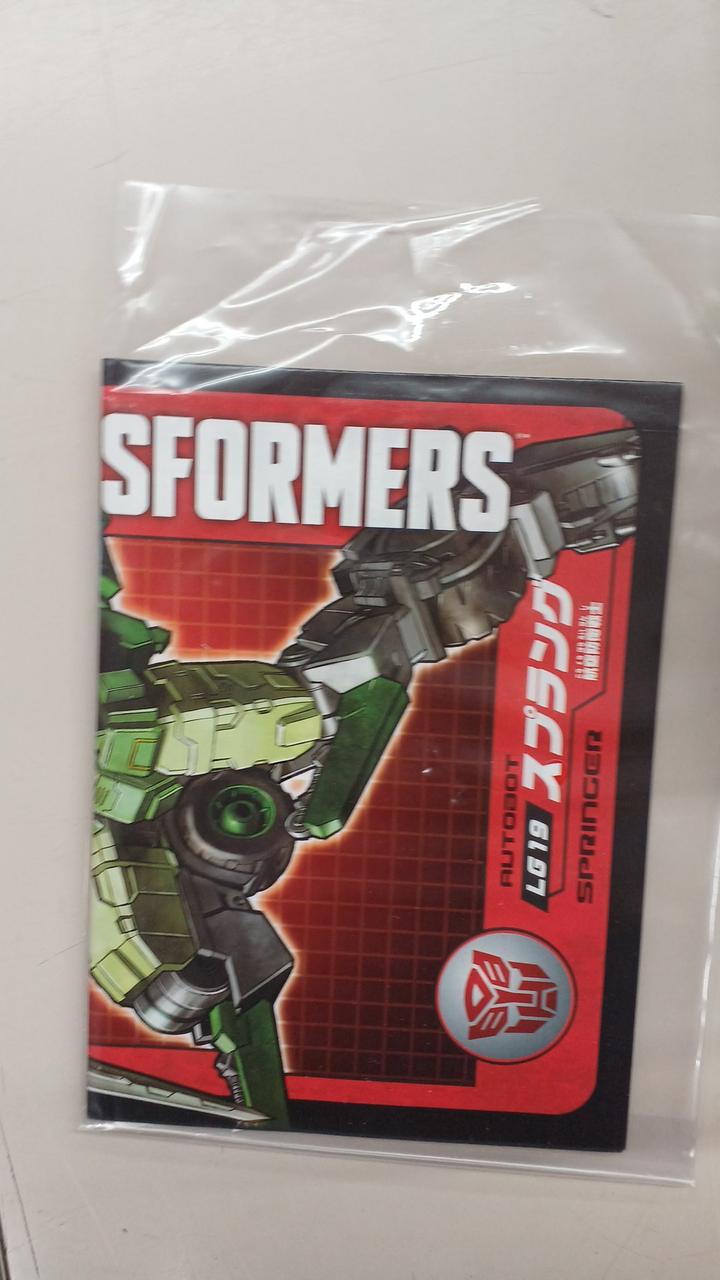 SFORMERS
AUTOBOT
LG19 スプラング
SPRINGER